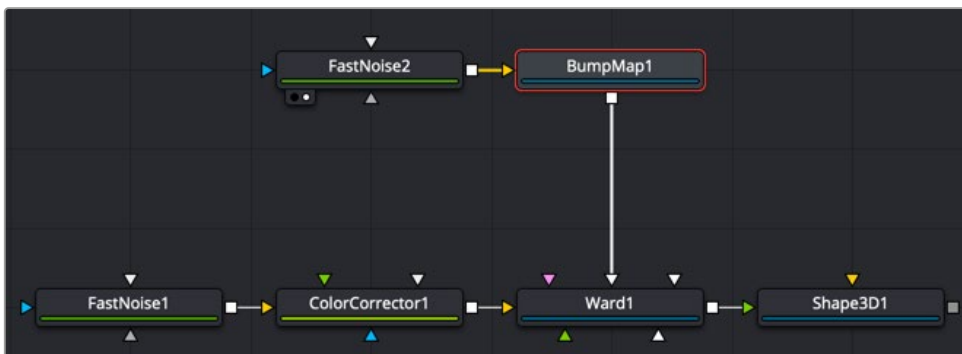 FastNoise2
BumpMap1
FastNoise1
ColorCorrector1
Ward1
Shape3D1